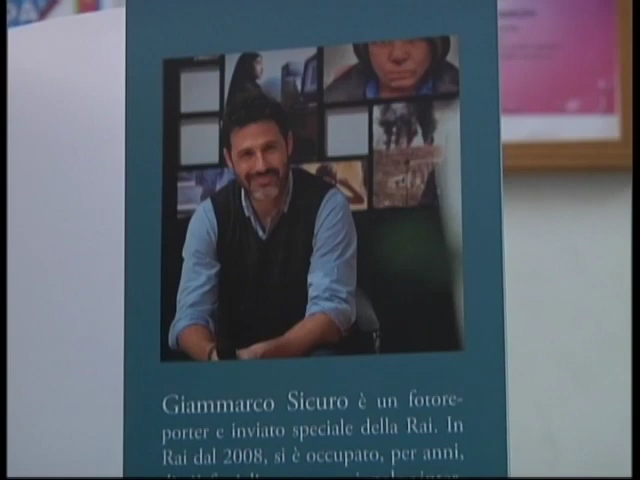 Giammarco Sicuro è un fotore-
porter e inviato speciale della Rai. In
Rai dal 2008, si è occupato, per anni,